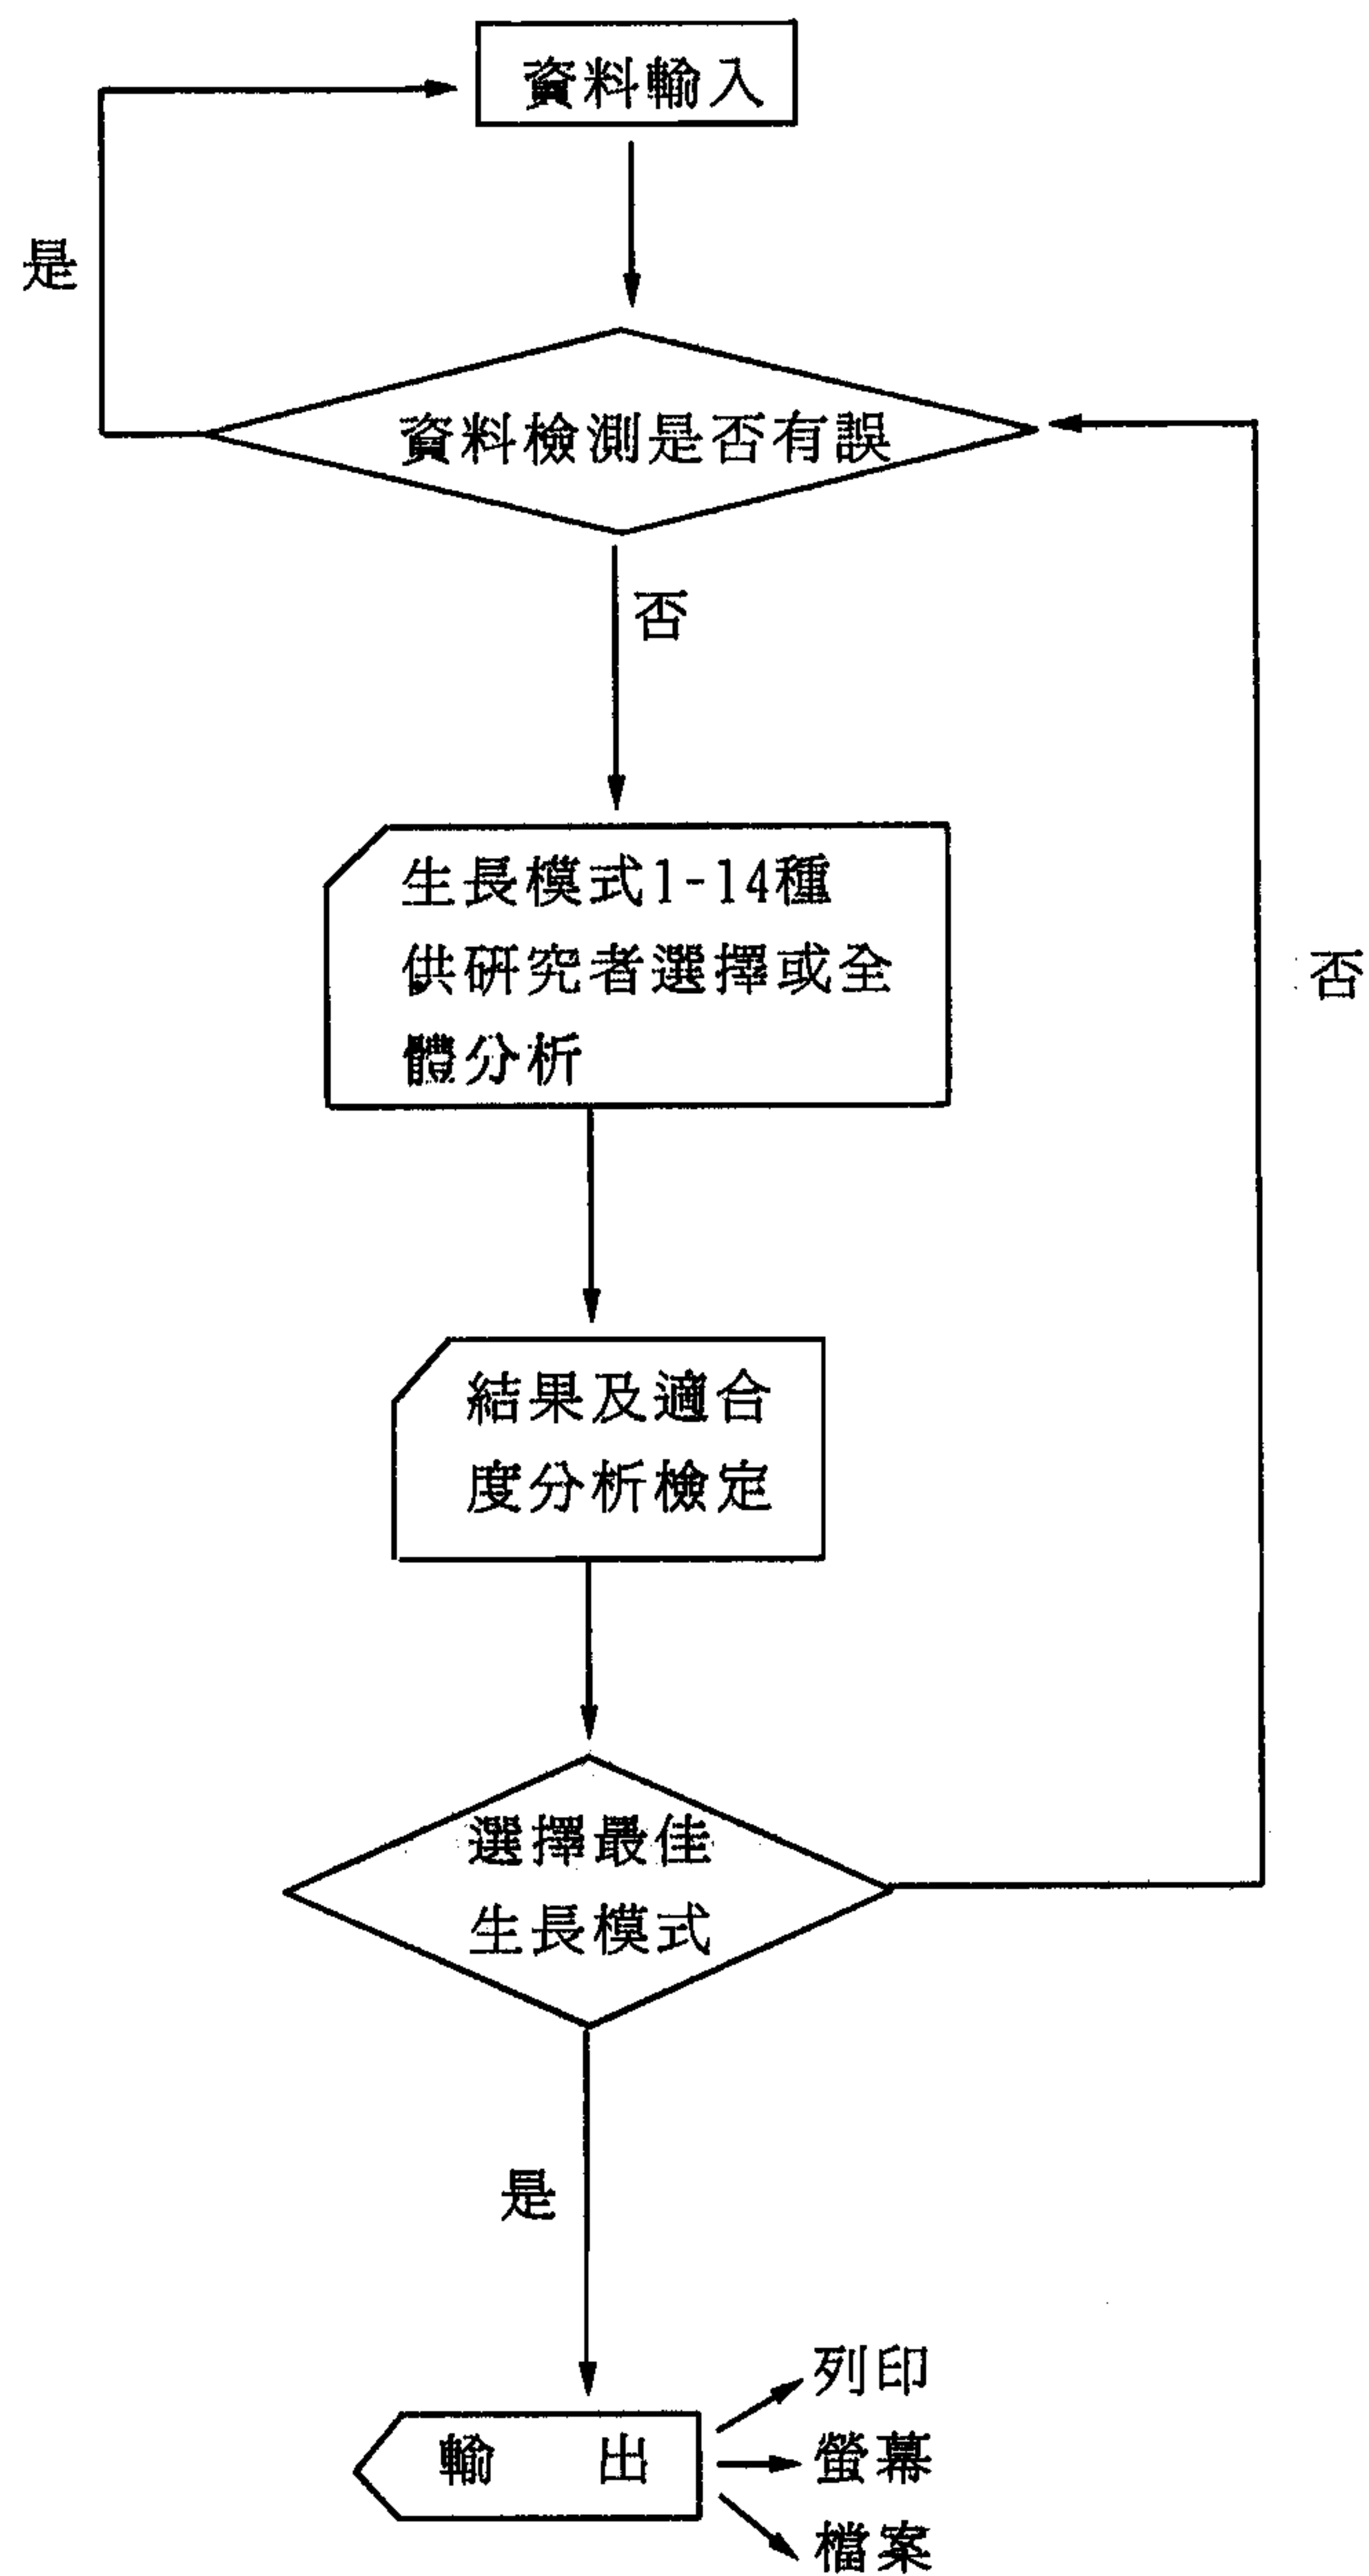 資料輸入
是
資料檢測是否有誤
否
生長模式1-14種
供研究者選擇或全
體分析
否
結果及適合
度分析檢定
選擇最佳
生長模式
是
輸 出
列印
螢幕
檔案